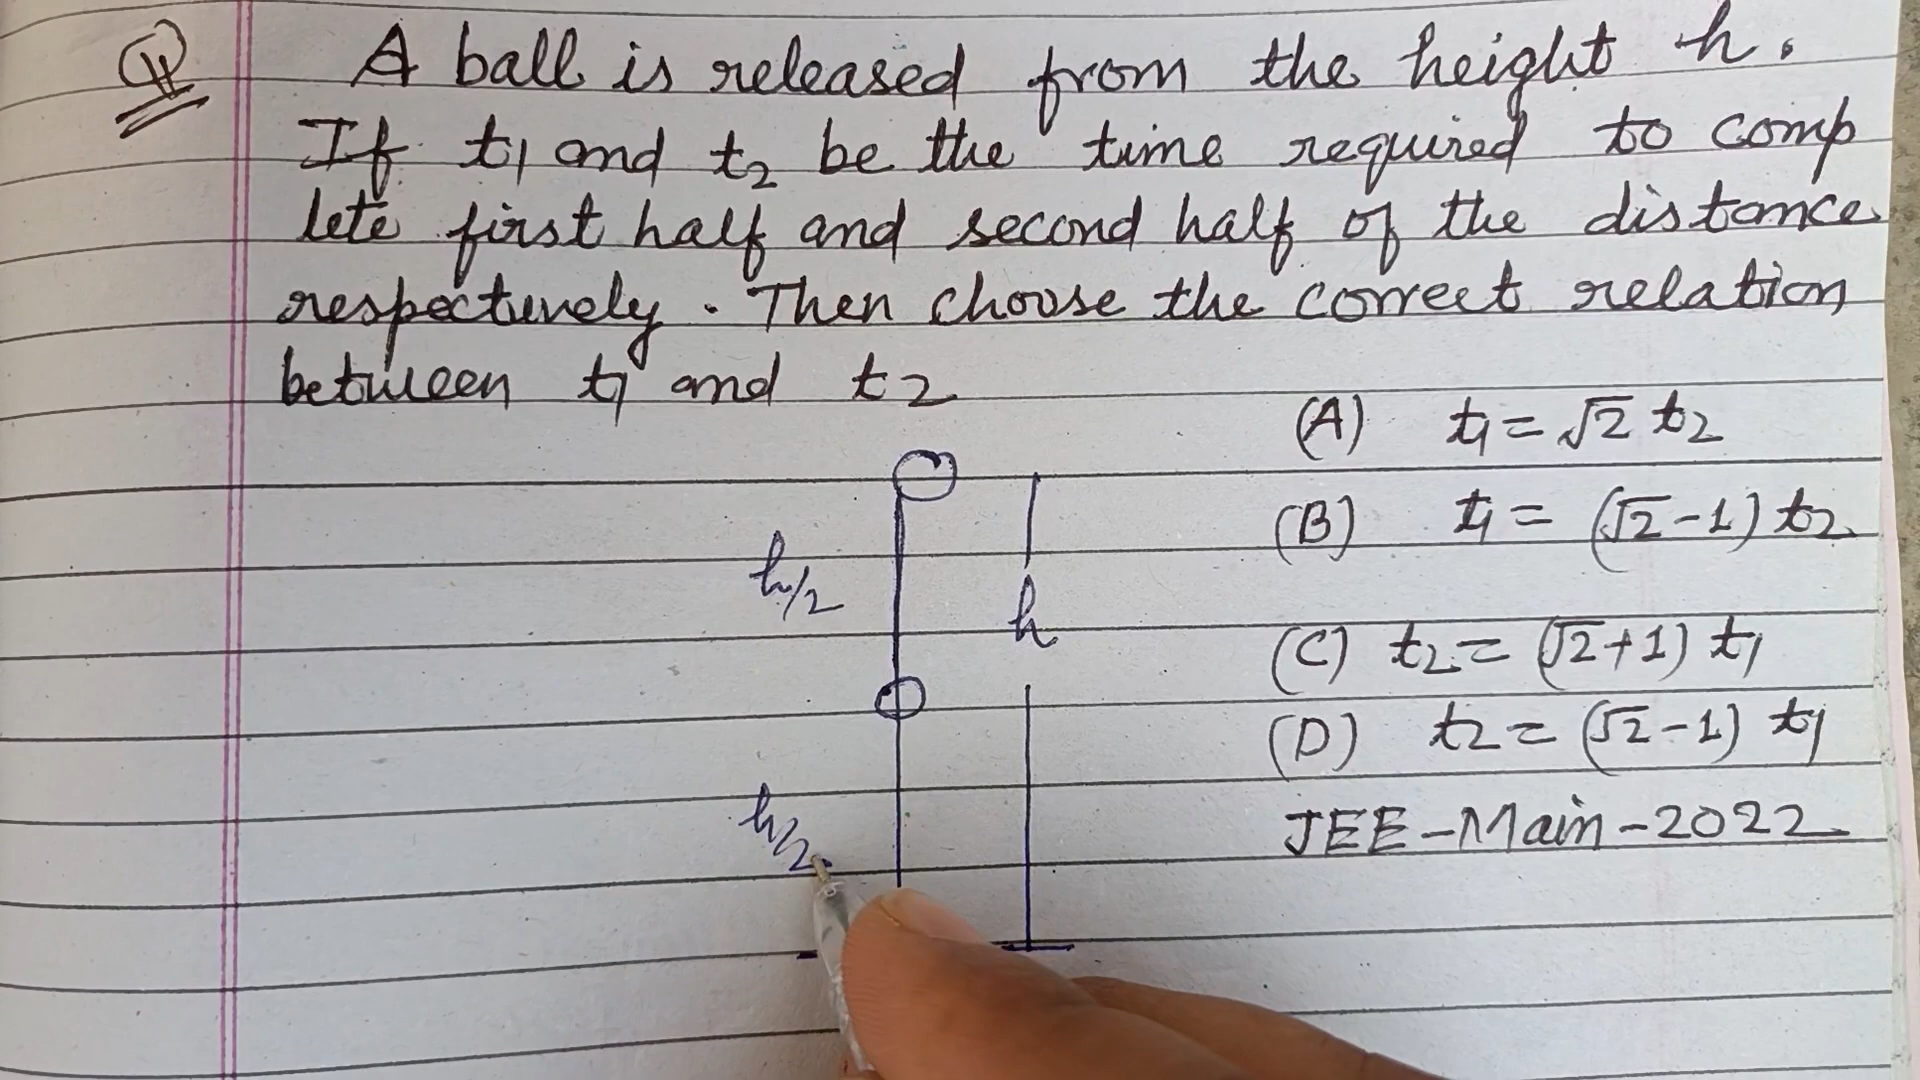 Q
A ball is released from the height h.
If t1 and t2 be the time required to comp
lete first half and second half of the distance
respectively. Then choose the correct relation
between t1 and t2
(A) t1 = √2 t2
(B) t1 = (√2-1) t2
(C) t2 = (√2+1) t1
(D) t2 = (√2-1) t1
JEE-Main-2022
h/2
h
h/2